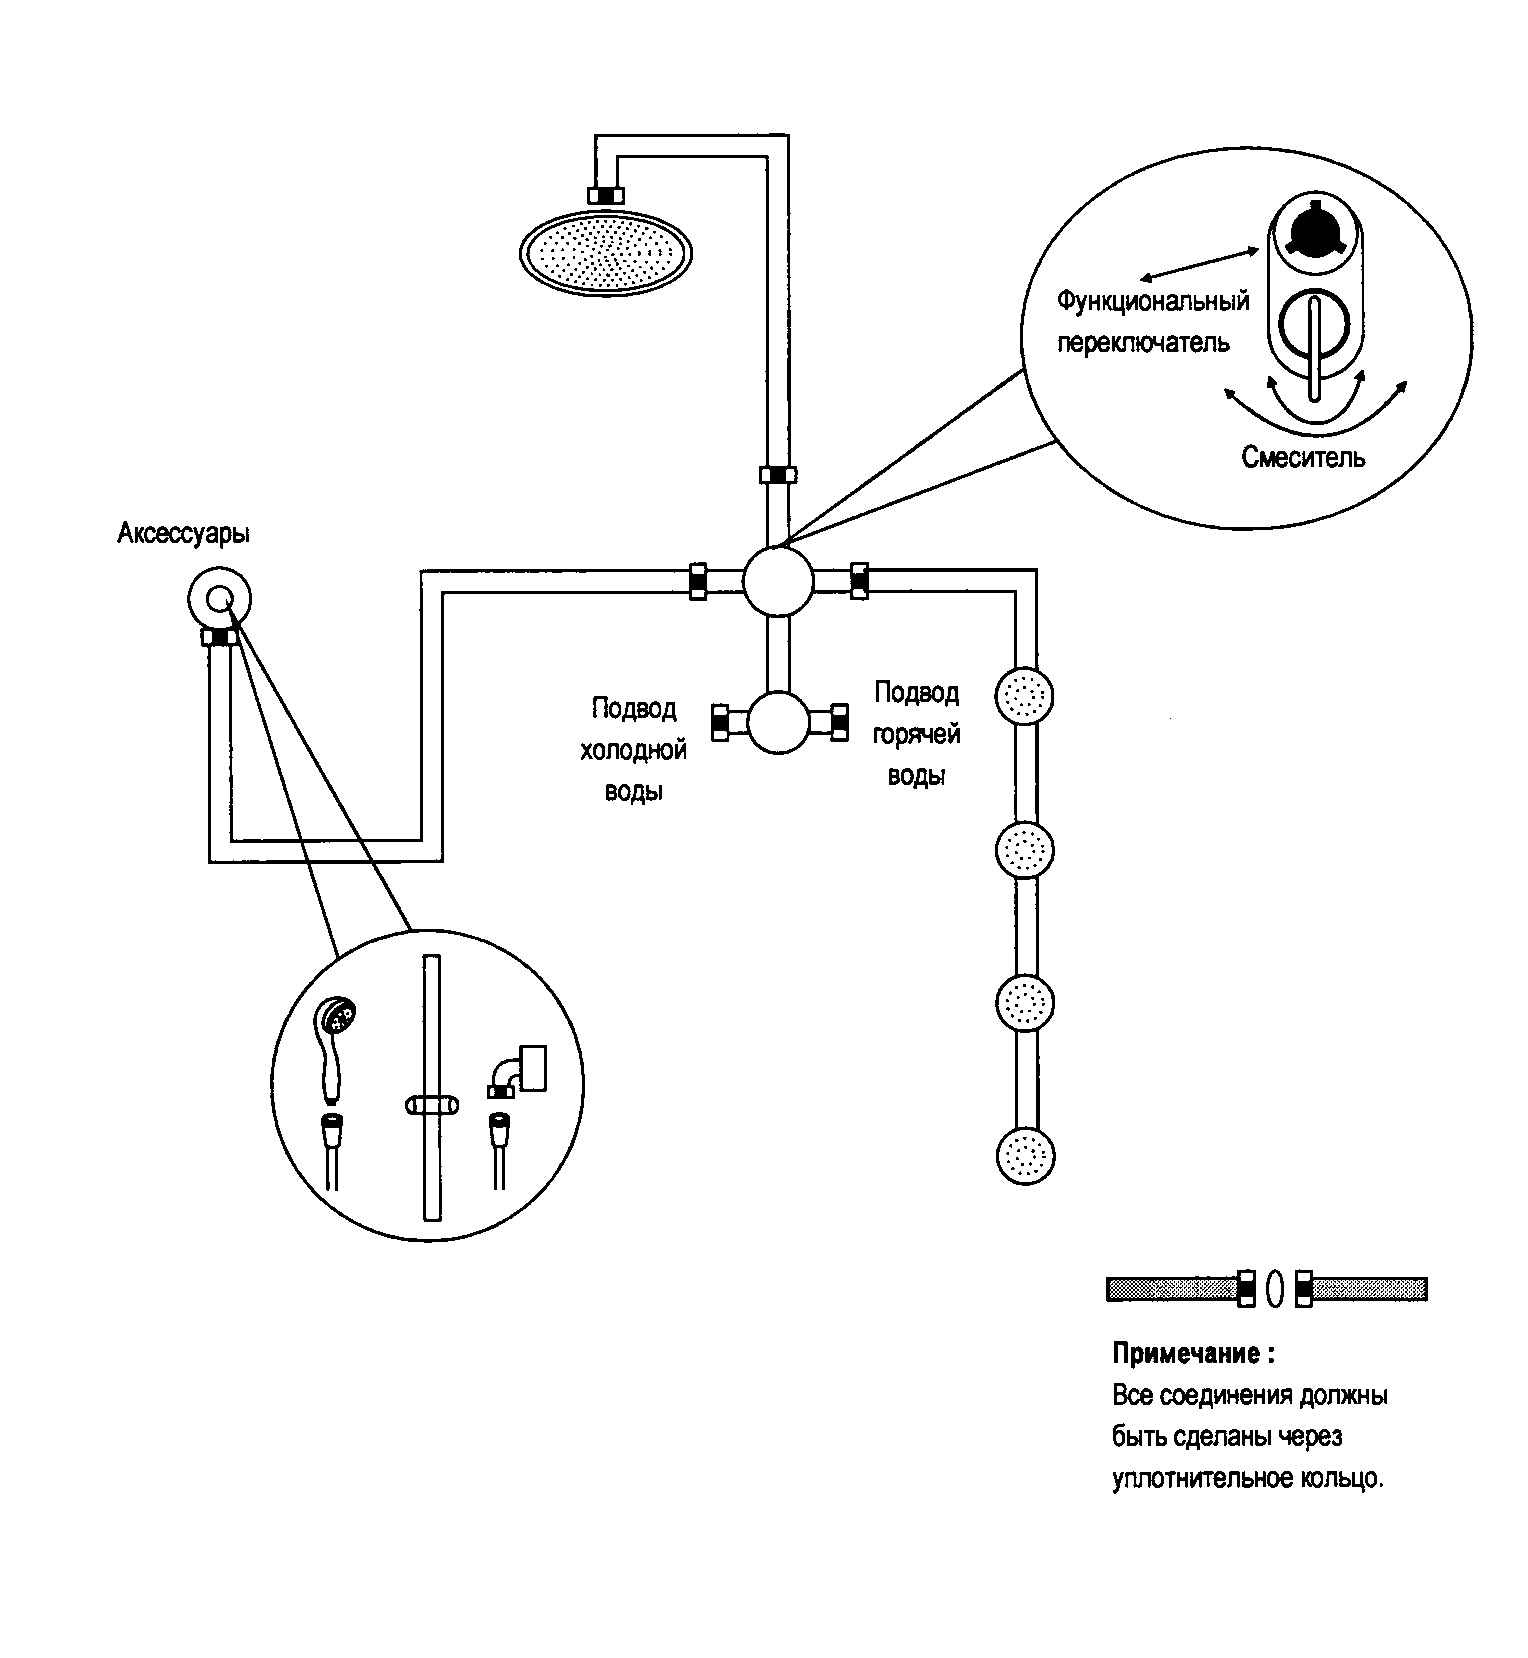 Функциональный
переключатель
Смеситель
Аксессуары
Подвод
холодной
воды
Подвод
горячей
воды
Примечание :
Все соединения должны
быть сделаны через
уплотнительное кольцо.